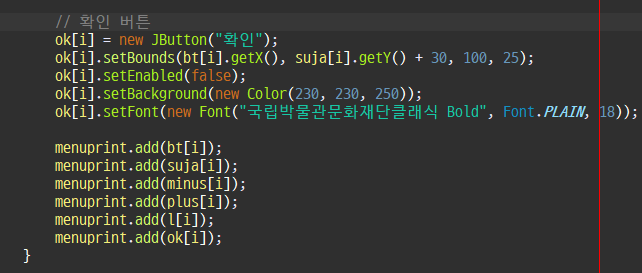 // 확인 버튼
ok[i] = new JButton("확인");
ok[i].setBounds(bt[i].getX(), suja[i].getY() + 30, 100, 25);
ok[i].setEnabled(false);
ok[i].setBackground(new Color(230, 230, 250));
ok[i].setFont(new Font("국립박물관문화재단클래식 Bold", Font.PLAIN, 18));
menuprint.add(bt[i]);
menuprint.add(suja[i]);
menuprint.add(minus[i]);
menuprint.add(plus[i]);
menuprint.add(l[i]);
menuprint.add(ok[i]);
}